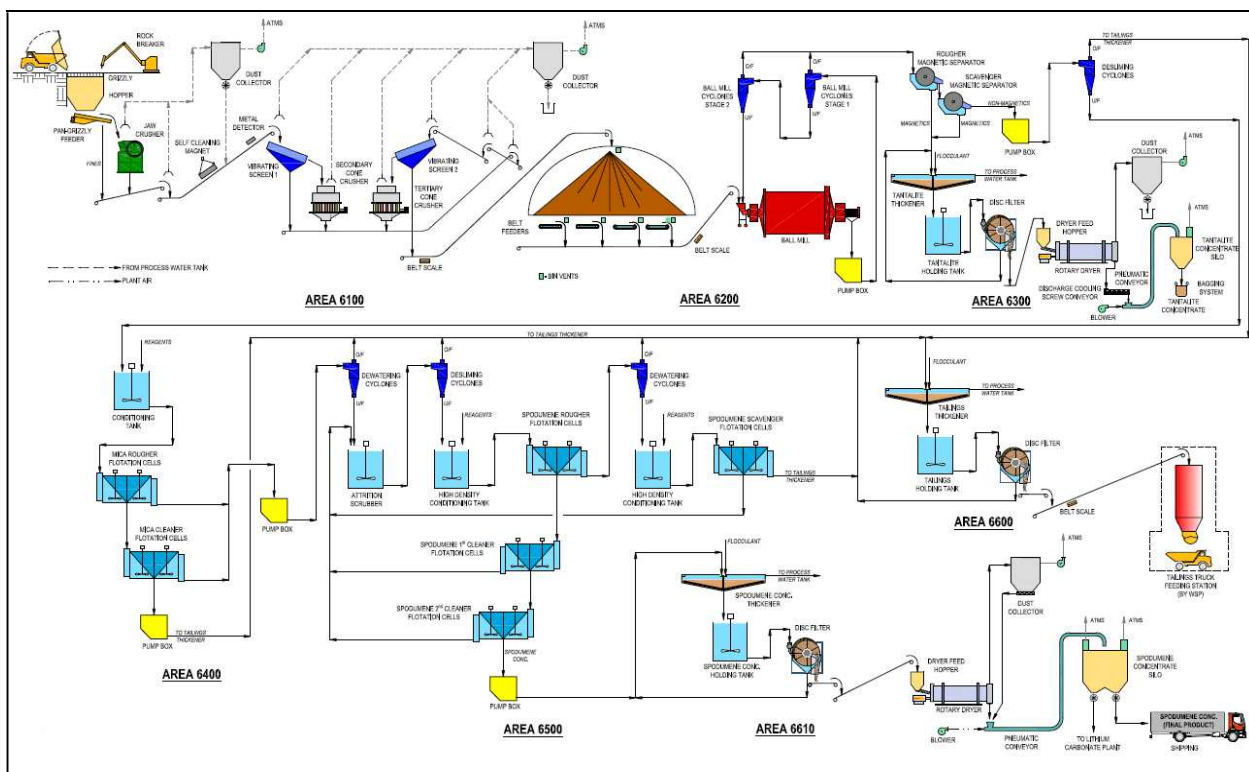 ATMS
ROCK
BREAKER
GRIZZLY
HOPPER
PAN-GRIZZLY
FEEDER
FINES
JAW
CRUSHER
DUST
COLLECTOR
SELF CLEANING
MAGNET
METAL
DETECTOR
VIBRATING
SCREEN 1
SECONDARY
CONE
CRUSHER
VIBRATING
SCREEN 2
TERTIARY
CONE
CRUSHER
ATMS
DUST
COLLECTOR
BELT SCALE
BELT
FEEDERS
- BIN VENTS
BELT SCALE
FROM PROCESS WATER TANK
PLANT AIR
AREA 6100
O/F
O/F
BALL MILL
CYCLONES
STAGE 2
BALL MILL
CYCLONES
STAGE 1
U/F
U/F
BALL MILL
PUMP BOX
AREA 6200
ROUGHER
MAGNETIC SEPARATOR
SCAVENDER
MAGNETIC SEPARATOR
NON-MAGNETICS
MAGNETICS
MAGNETICS
PUMP BOX
FLOCCULANT
TO PROCESS
WATER TANK
TANTALITE
THICKENER
DISC FILTER
TANTALITE
HOLDING TANK
AREA 6300
TO TAILINGS
THICKENER
O/F
DESLIMING
CYCLONES
U/F
DUST
COLLECTOR
ATMS
DRYER FEED
HOPPER
ROTARY DRYER
PNEUMATIC
CONVEYOR
DISCHARGE COOLING
SCREW CONVEYOR
BLOWER
ATMS
TANTALITE
CONCENTRATE
SILO
BAGGING
SYSTEM
TANTALITE
CONCENTRATE
TO TAILINGS THICKENER
REAGENTS
CONDITIONING
TANK
MICA ROUGHER
FLOTATION CELLS
MICA CLEANER
FLOTATION CELLS
PUMP BOX
TO TAILINGS
THICKENER
PUMP BOX
AREA 6400
O/F
DEWATERING
CYCLONES
U/F
ATTRITION
SCRUBBER
O/F
DESLIMING
CYCLONES
U/F
REAGENTS
HIGH DENSITY
CONDITIONING TANK
SPODUMENE ROUGHER
FLOTATION CELLS
O/F
DEWATERING
CYCLONES
U/F
REAGENTS
HIGH DENSITY
CONDITIONING TANK
SPODUMENE SCAVENGER
FLOTATION CELLS
TO TAILINGS
THICKENER
SPODUMENE 1ST CLEANER
FLOTATION CELLS
SPODUMENE 2ND CLEANER
FLOTATION CELLS
SPODUMENE
CONC.
PUMP BOX
AREA 6500
FLOCCULANT
TO PROCESS
WATER TANK
TAILINGS
THICKENER
DISC FILTER
TAILINGS
HOLDING TANK
AREA 6600
BELT SCALE
TAILINGS TRUCK
FEEDING STATION
(BY WSP)
FLOCCULANT
TO PROCESS
WATER TANK
SPODUMENE CONC.
THICKENER
DISC FILTER
SPODUMENE CONC.
HOLDING TANK
AREA 6610
DRYER FEED
HOPPER
ROTARY DRYER
DUST
COLLECTOR
ATMS
BLOWER
PNEUMATIC
CONVEYOR
ATMS
ATMS
SPODUMENE
CONCENTRATE
SILO
TO LITHIUM
CARBONATE PLANT
SPODUMENE CONC.
(FINAL PRODUCT)
SHIPPING